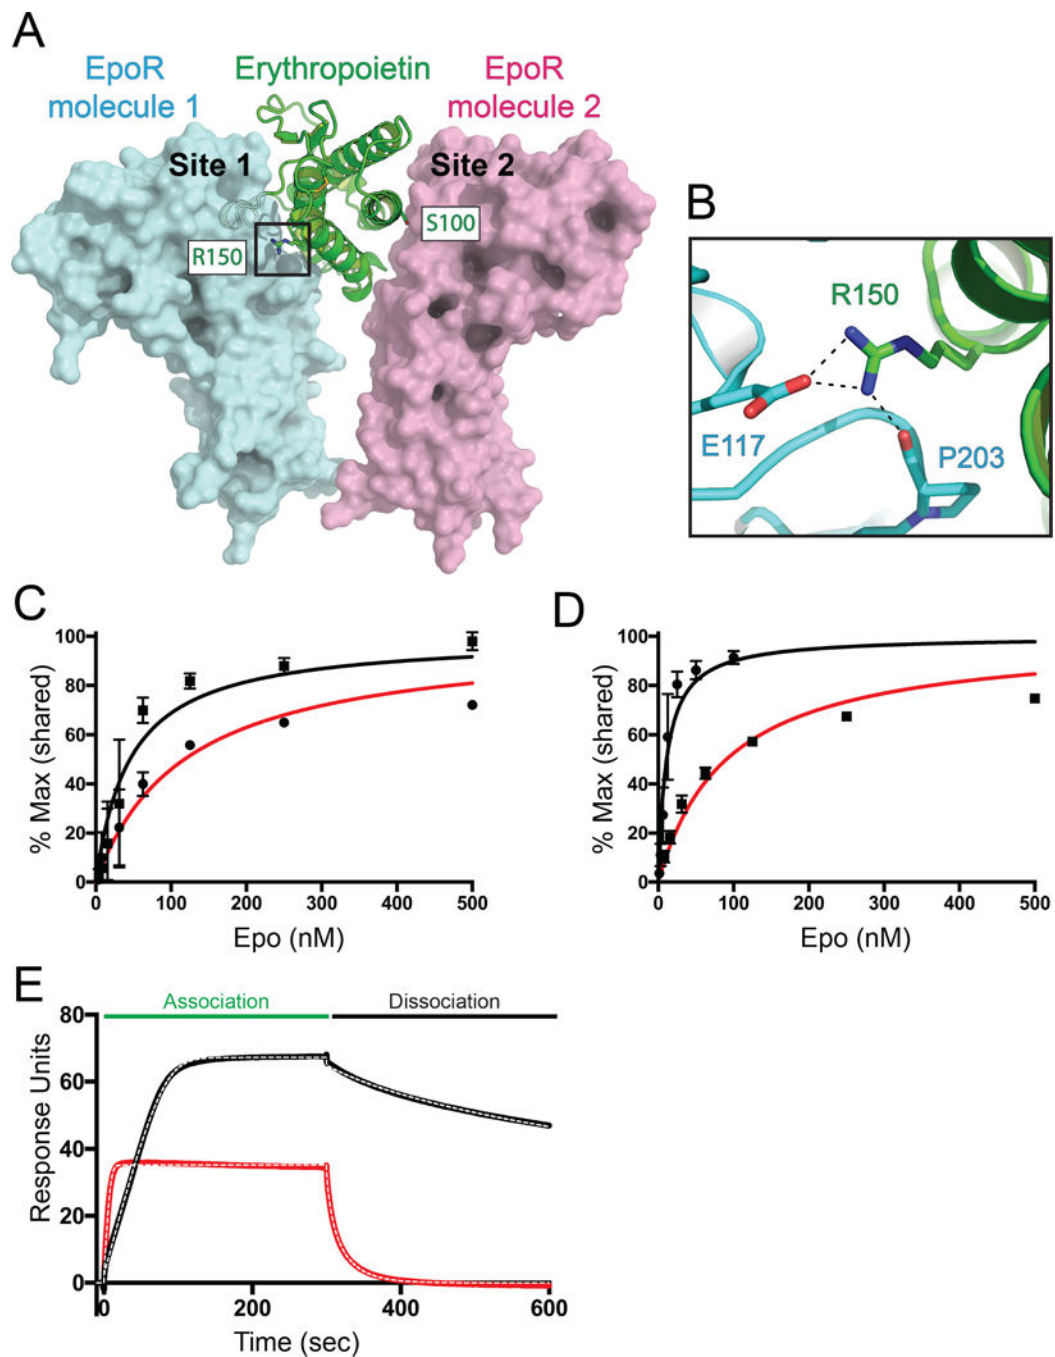 A
EpoR molecule 1
Erythropoietin
EpoR molecule 2
Site 1
Site 2
R150
S100
B
R150
E117
P203
C
% Max (shared)
100
80
60
40
20
0
0 100 200 300 400 500
Epo (nM)
D
% Max (shared)
100
80
60
40
20
0
0 100 200 300 400 500
Epo (nM)
E
Association
Dissociation
Response Units
80
60
40
20
0
0 200 400 600
Time (sec)